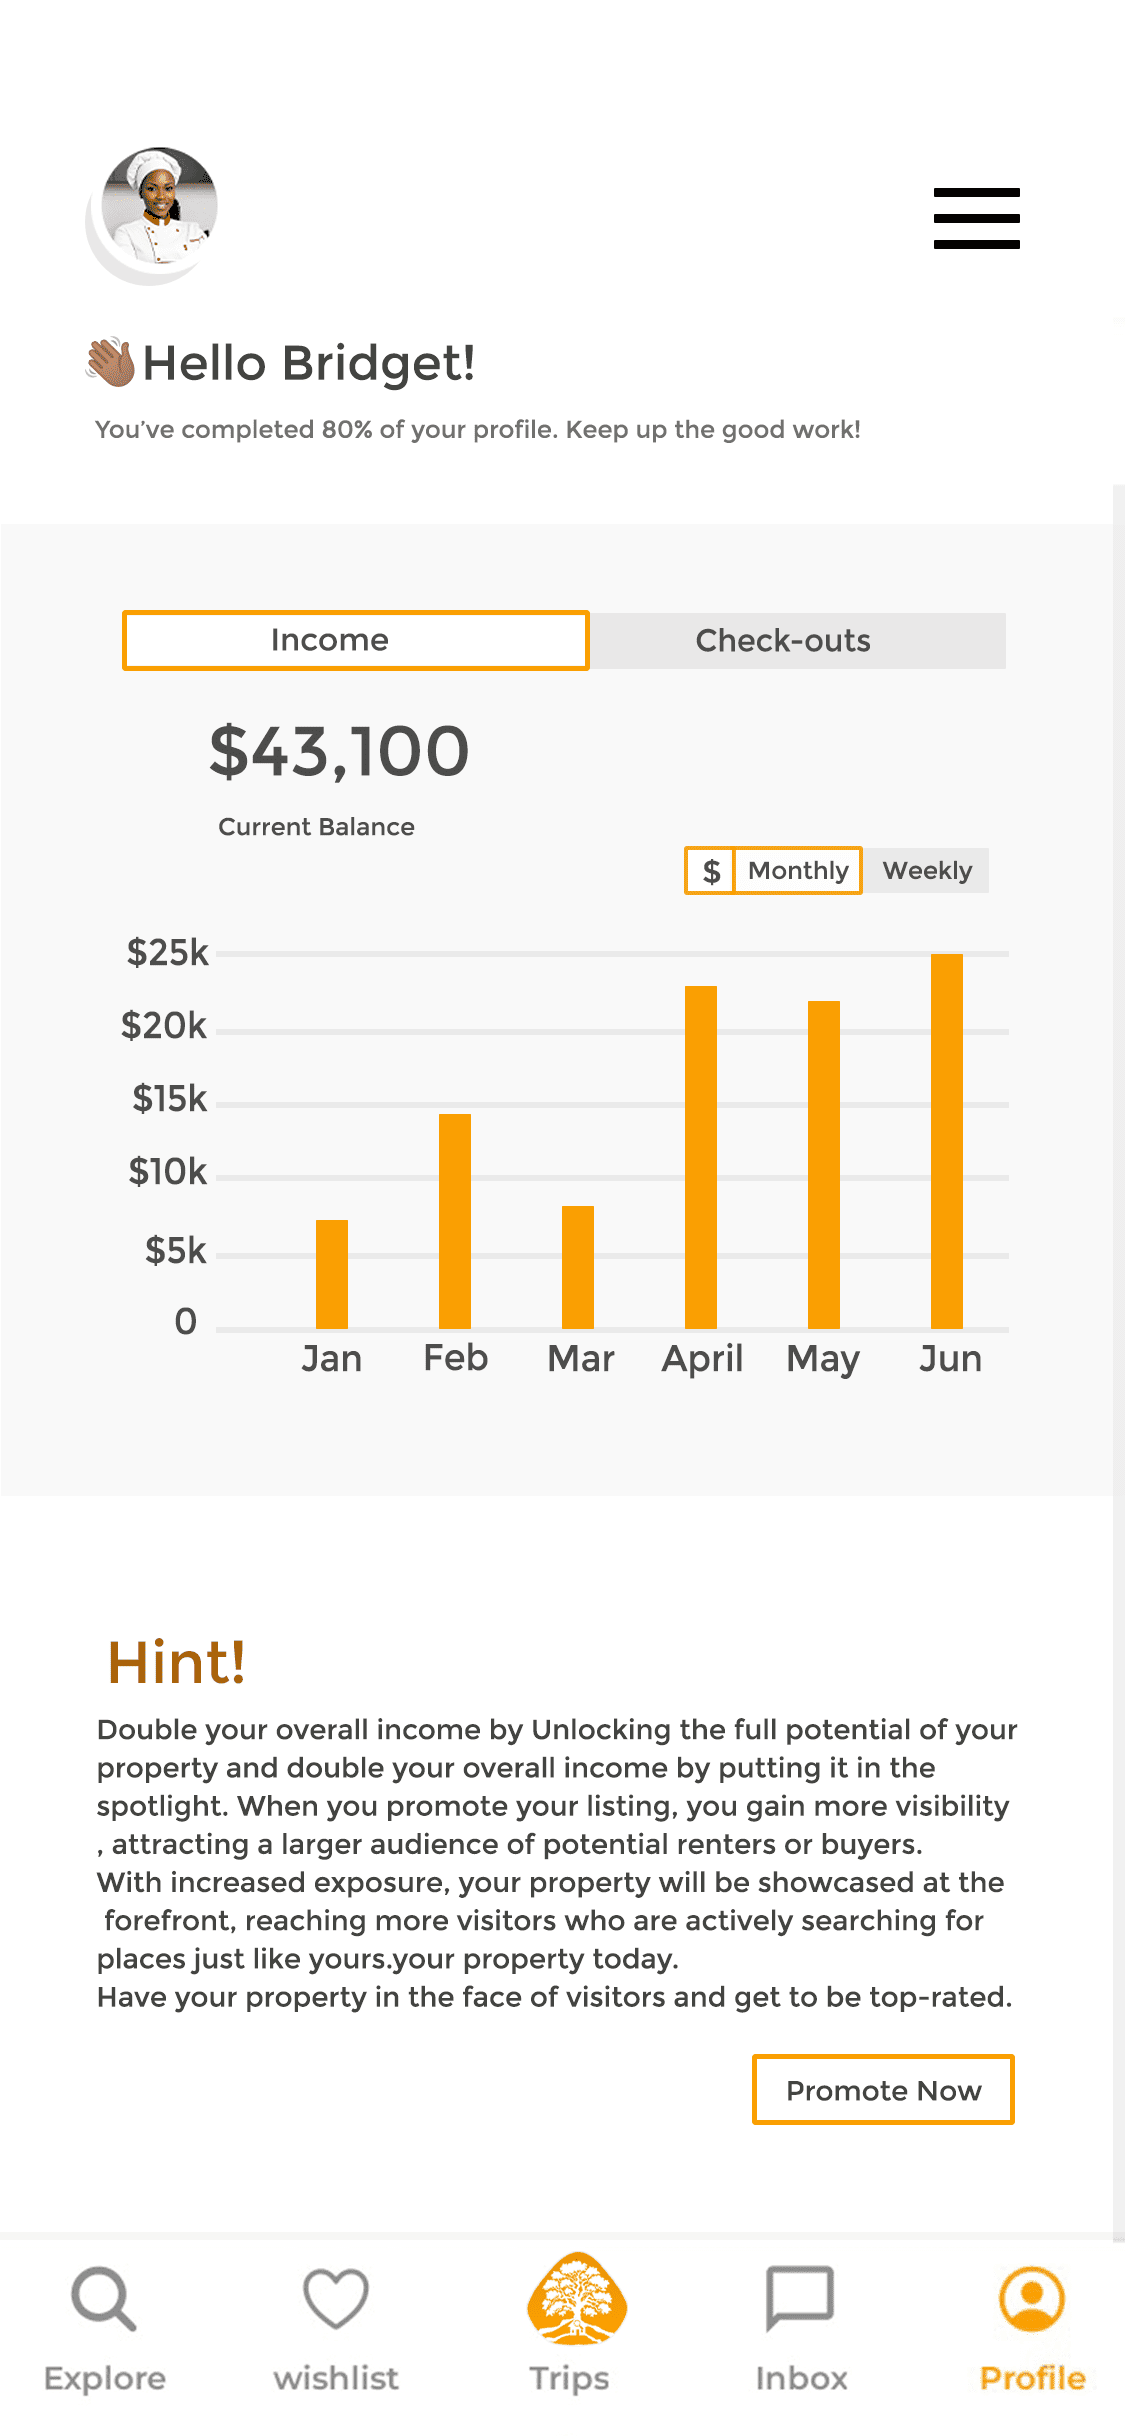 👋🏽Hello Bridget!
You’ve completed 80% of your profile. Keep up the good work!
Income Check-outs
$43,100
Current Balance
$ Monthly Weekly
$25k
$20k
$15k
$10k
$5k
0
Jan Feb Mar April May Jun
Hint!
Double your overall income by Unlocking the full potential of your
property and double your overall income by putting it in the
spotlight. When you promote your listing, you gain more visibility
, attracting a larger audience of potential renters or buyers.
With increased exposure, your property will be showcased at the
forefront, reaching more visitors who are actively searching for
places just like yours.your property today.
Have your property in the face of visitors and get to be top-rated.
Promote Now
Explore wishlist Trips Inbox Profile